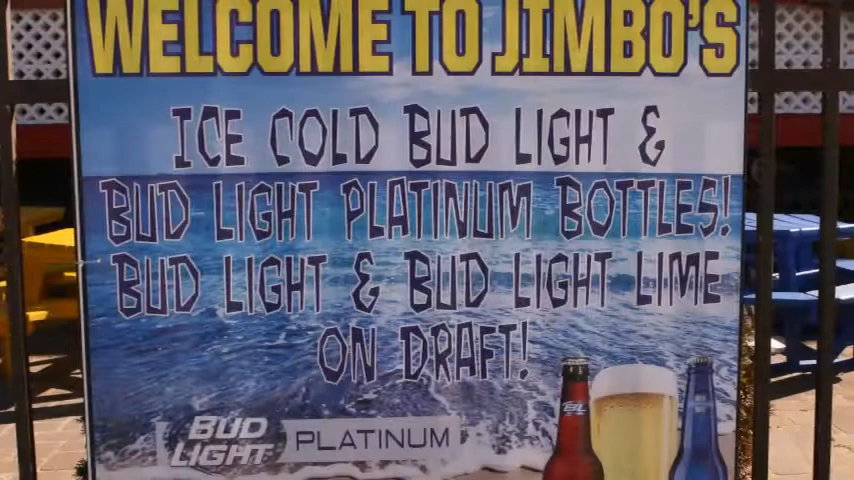 WELCOME TO JIMBO'S
ICE COLD BUD LIGHT &
BUD LIGHT PLATINUM BOTTLES!
BUD LIGHT & BUD LIGHT LIME
ON DRAFT!
BUD
LIGHT
PLATINUM
BL